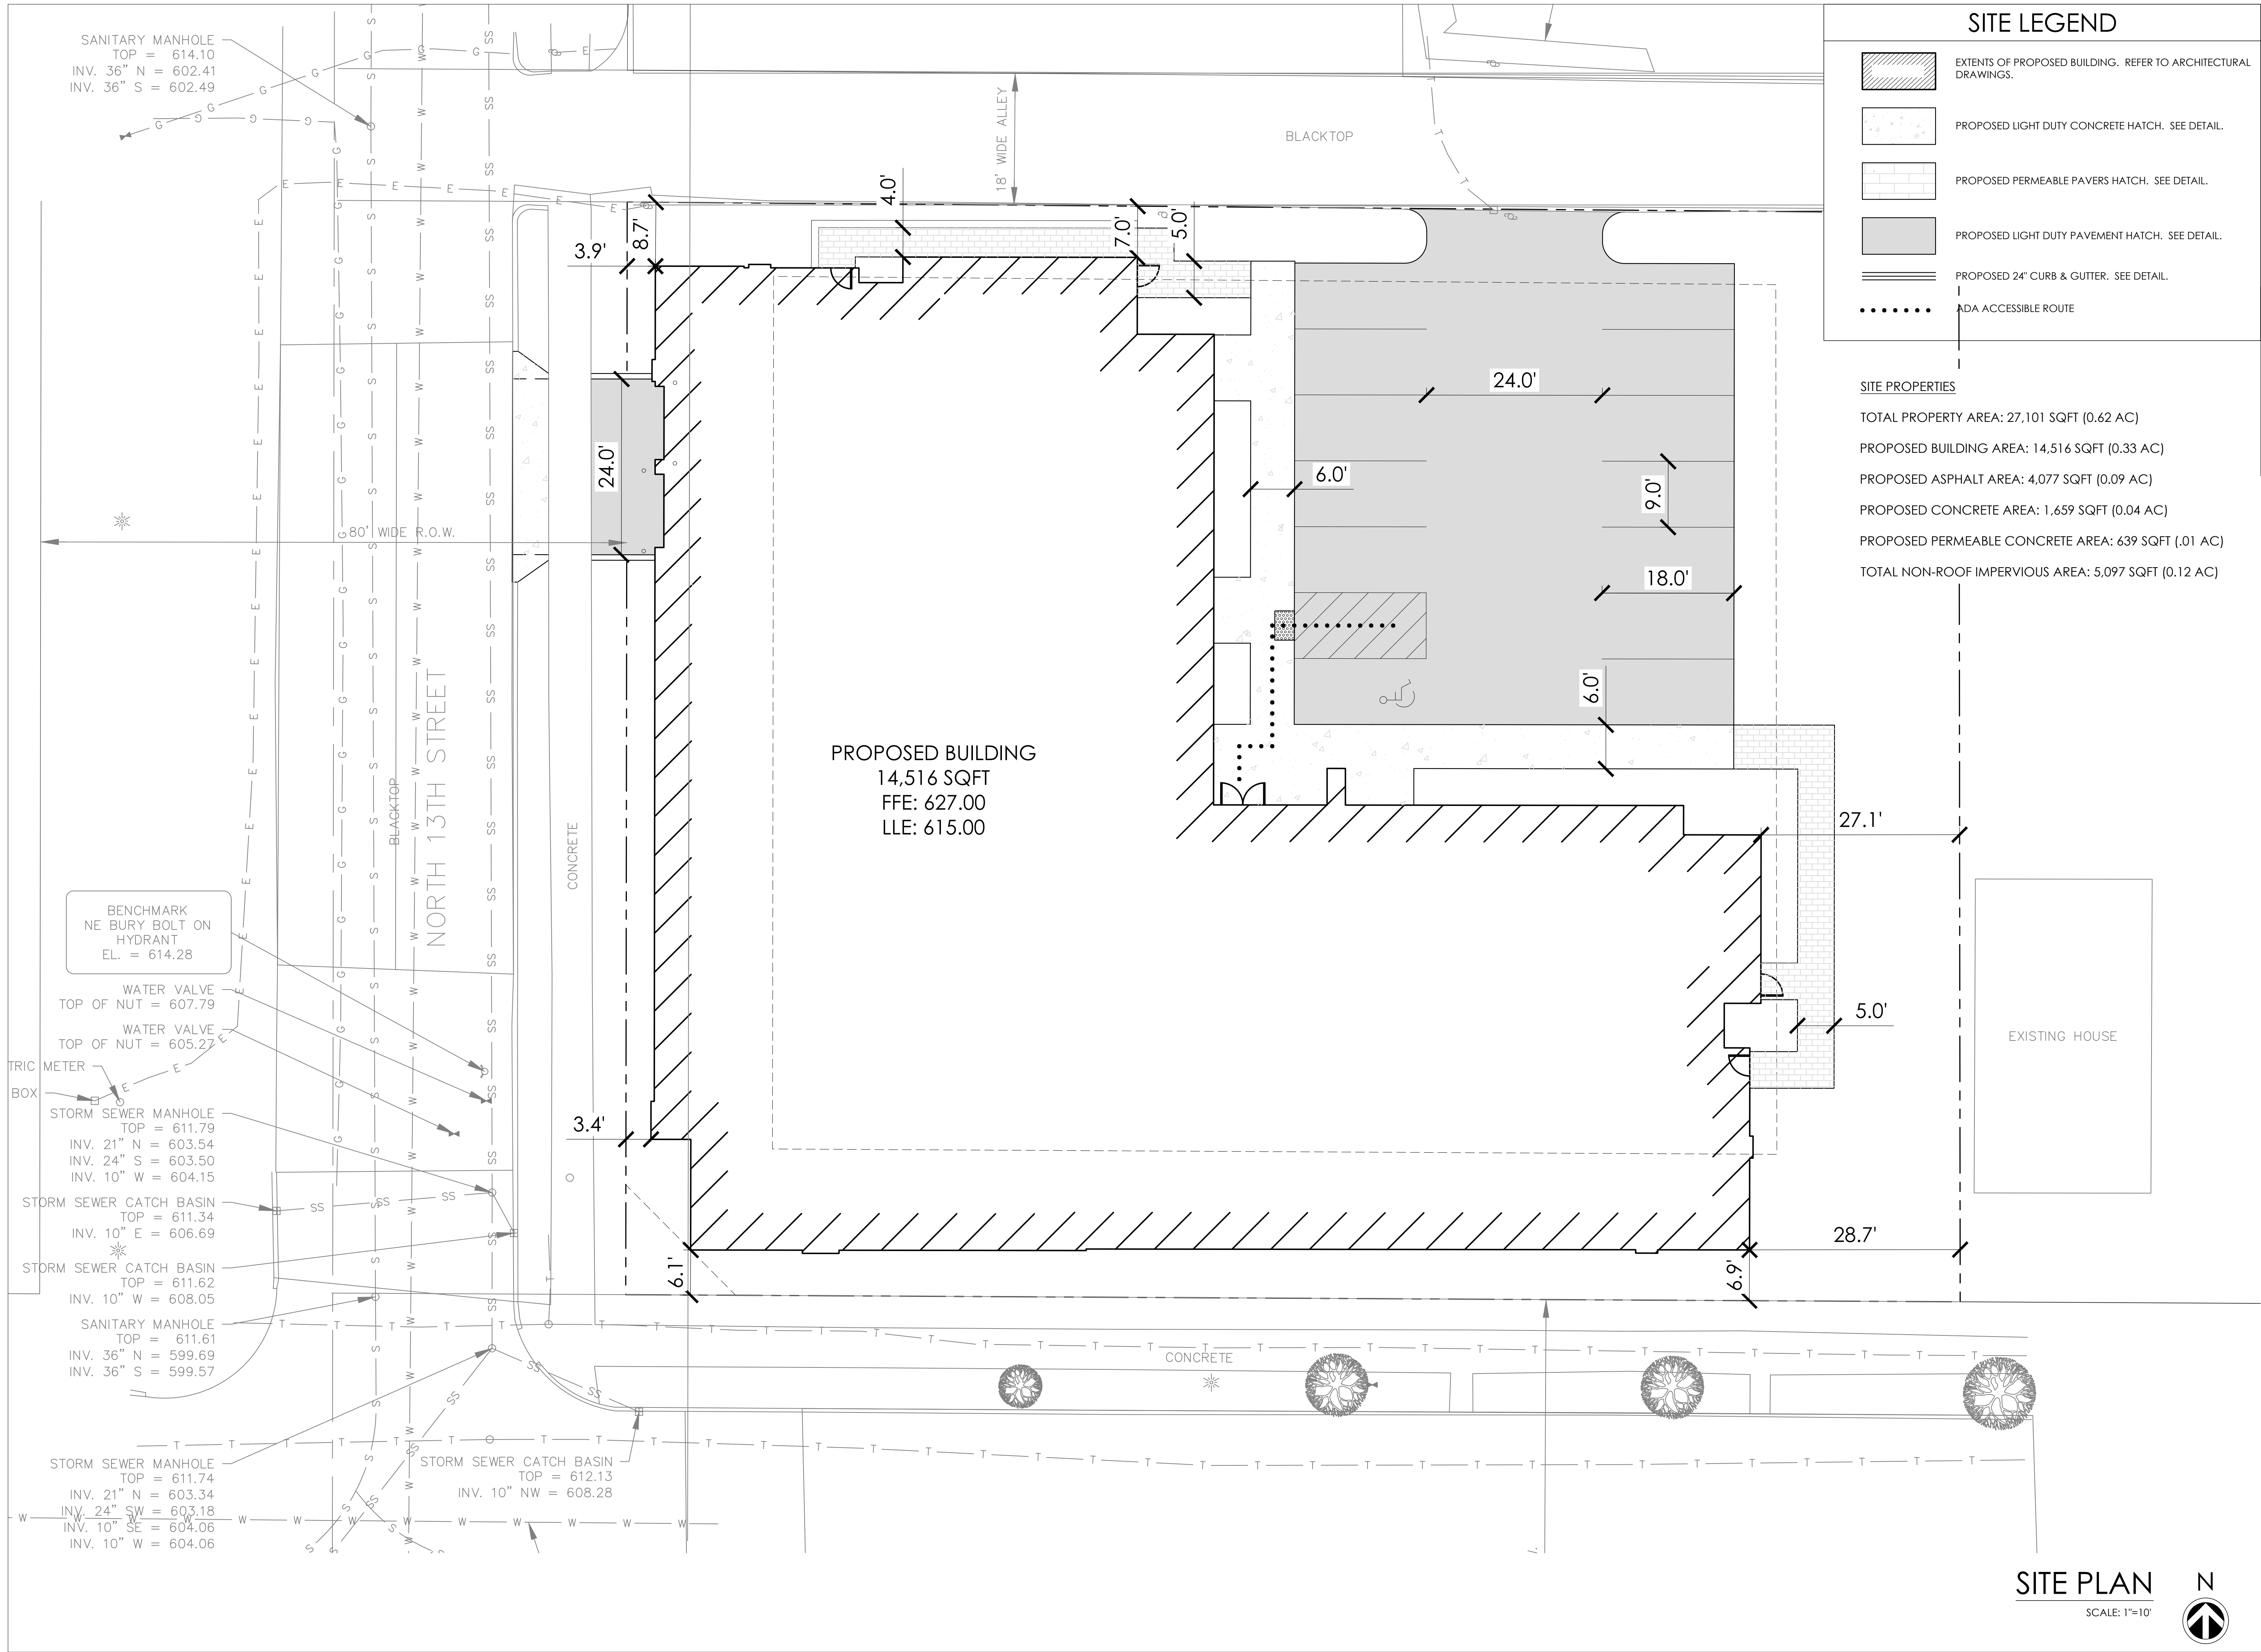 SITE LEGEND
EXTENTS OF PROPOSED BUILDING. REFER TO ARCHITECTURAL
DRAWINGS.
PROPOSED LIGHT DUTY CONCRETE HATCH. SEE DETAIL.
PROPOSED PERMEABLE PAVERS HATCH. SEE DETAIL.
PROPOSED LIGHT DUTY PAVEMENT HATCH. SEE DETAIL.
PROPOSED 24" CURB & GUTTER. SEE DETAIL.
ADA ACCESSIBLE ROUTE
SITE PROPERTIES
TOTAL PROPERTY AREA: 27,101 SQFT (0.62 AC)
PROPOSED BUILDING AREA: 14,516 SQFT (0.33 AC)
PROPOSED ASPHALT AREA: 4,077 SQFT (0.09 AC)
PROPOSED CONCRETE AREA: 1,659 SQFT (0.04 AC)
PROPOSED PERMEABLE CONCRETE AREA: 639 SQFT (.01 AC)
TOTAL NON-ROOF IMPERVIOUS AREA: 5,097 SQFT (0.12 AC)
SANITARY MANHOLE
TOP = 614.10
INV. 36" N = 602.41
INV. 36" S = 602.49
18' WIDE ALLEY
BLACKTOP
3.9'
8.7'
4.0'
7.0'
5.0'
24.0'
24.0'
6.0'
9.0'
18.0'
6.0'
80' WIDE R.O.W.
NORTH 13TH STREET
BLACKTOP
CONCRETE
PROPOSED BUILDING
14,516 SQFT
FFE: 627.00
LLE: 615.00
27.1'
5.0'
EXISTING HOUSE
28.7'
6.9'
6.1'
3.4'
BENCHMARK
NE BURY BOLT ON
HYDRANT
EL. = 614.28
WATER VALVE
TOP OF NUT = 607.79
WATER VALVE
TOP OF NUT = 605.27
TRIC METER
BOX
STORM SEWER MANHOLE
TOP = 611.79
INV. 21" N = 603.54
INV. 24" S = 603.50
INV. 10" W = 604.15
STORM SEWER CATCH BASIN
TOP = 611.34
INV. 10" E = 606.69
STORM SEWER CATCH BASIN
TOP = 611.62
INV. 10" W = 608.05
SANITARY MANHOLE
TOP = 611.61
INV. 36" N = 599.69
INV. 36" S = 599.57
STORM SEWER MANHOLE
TOP = 611.74
INV. 21" N = 603.34
INV. 24" SW = 603.18
INV. 10" SE = 604.06
INV. 10" W = 604.06
STORM SEWER CATCH BASIN
TOP = 612.13
INV. 10" NW = 608.28
CONCRETE
SITE PLAN
SCALE: 1"=10'
N